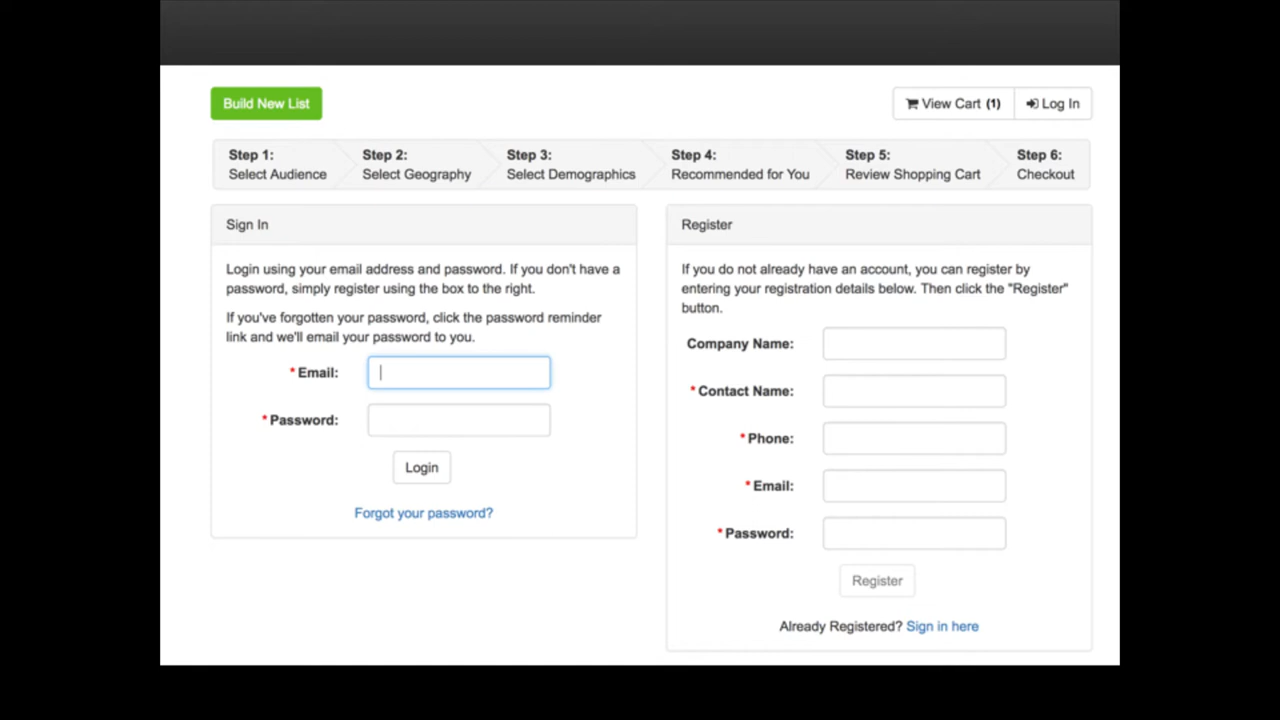 Build New List
View Cart (1)
Log In
Step 1:
Select Audience
Step 2:
Select Geography
Step 3:
Select Demographics
Step 4:
Recommended for You
Step 5:
Review Shopping Cart
Step 6:
Checkout
Sign In
Login using your email address and password. If you don't have a
password, simply register using the box to the right.
If you've forgotten your password, click the password reminder
link and we'll email your password to you.
*Email:
*Password:
Login
Forgot your password?
Register
If you do not already have an account, you can register by
entering your registration details below. Then click the "Register"
button.
Company Name:
*Contact Name:
*Phone:
*Email:
*Password:
Register
Already Registered? Sign in here